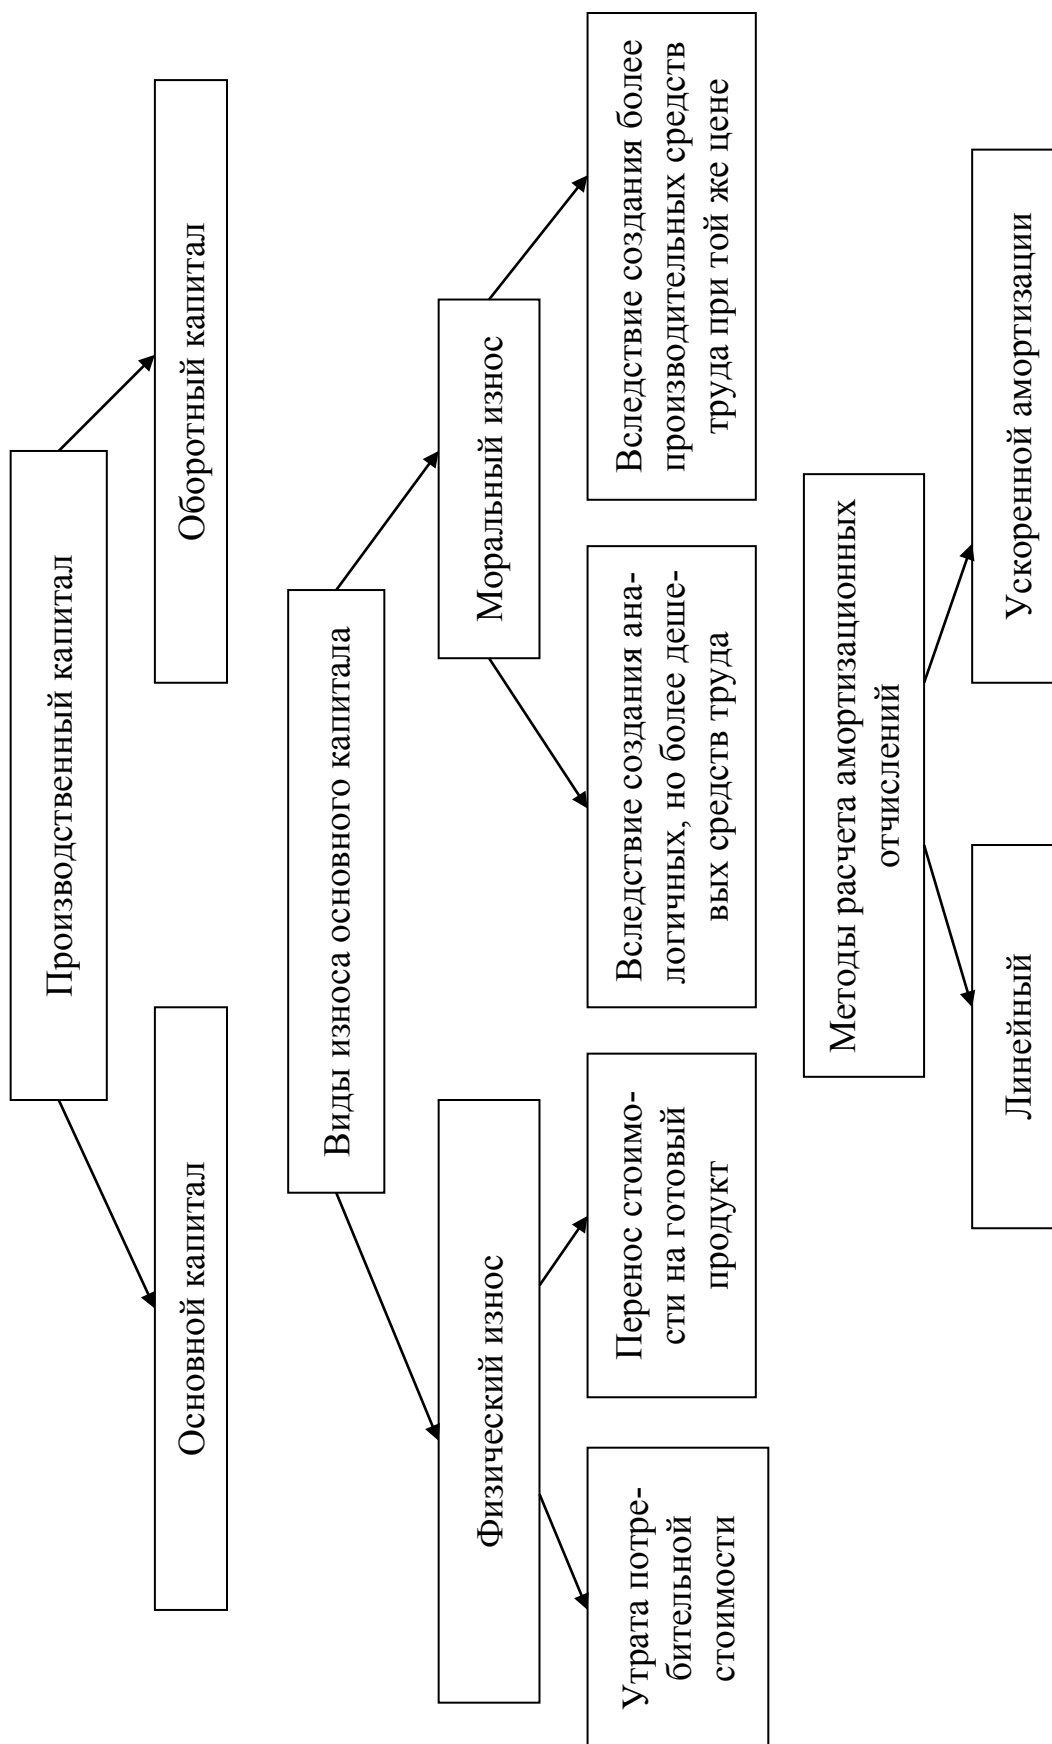 Производственный капитал
Основной капитал
Оборотный капитал
Виды износа основного капитала
Физический износ
Моральный износ
Утрата потре-
бительной
стоимости
Перенос стоимо-
сти на готовый
продукт
Вследствие создания ана-
логичных, но более деше-
вых средств труда
Вследствие создания более
производительных средств
труда при той же цене
Методы расчета амортизационных
отчислений
Линейный
Ускоренной амортизации